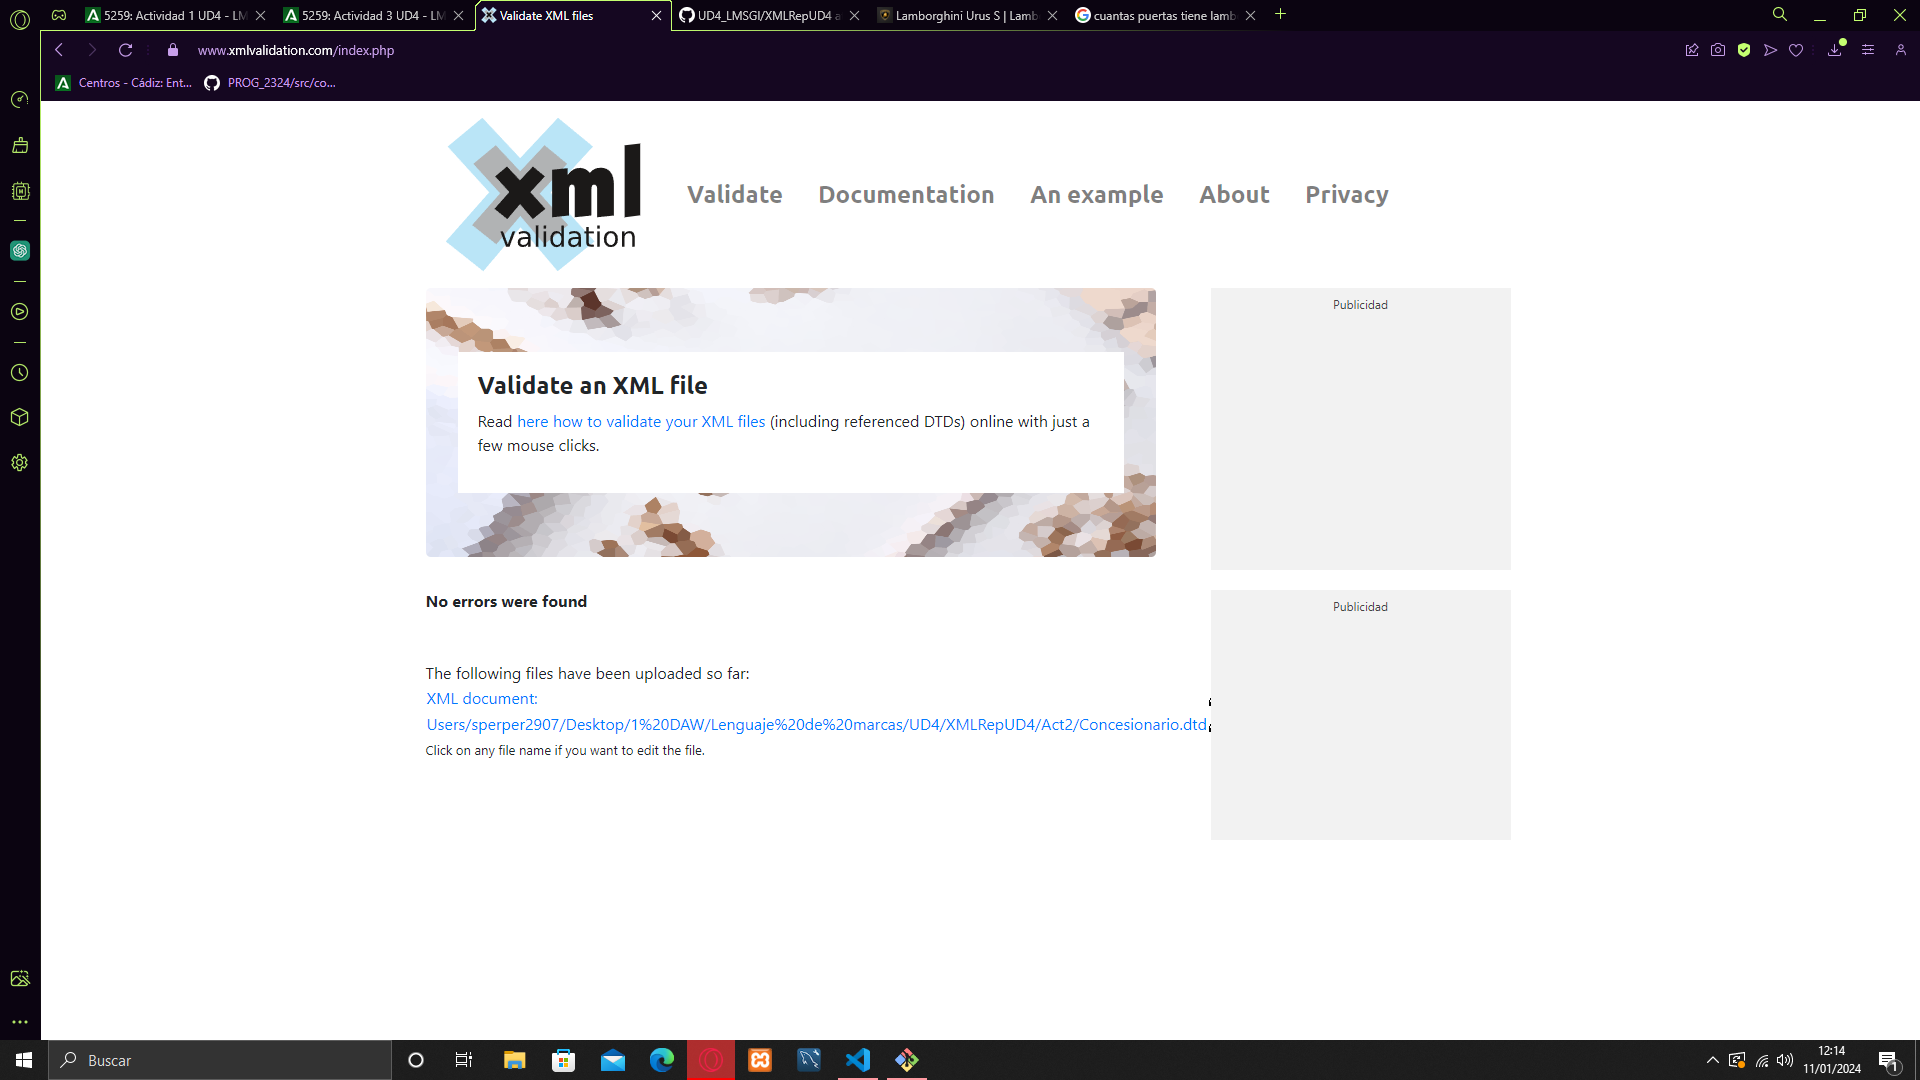 5259: Actividad 1 UD4 - LM
5259: Actividad 3 UD4 - LM
Validate XML files
UD4_LMSGI/XMLRepUD4 a
Lamborghini Urus S | Lamb
cuantas puertas tiene lamb
www.xmlvalidation.com/index.php
Centros - Cádiz: Ent...
PROG_2324/src/co...
xml
validation
Validate
Documentation
An example
About
Privacy
Publicidad
Validate an XML file
Read here how to validate your XML files (including referenced DTDs) online with just a
few mouse clicks.
No errors were found
Publicidad
The following files have been uploaded so far:
XML document:
Users/sperper2907/Desktop/1%20DAW/Lenguaje%20de%20marcas/UD4/XMLRepUD4/Act2/Concesionario.dtd
Click on any file name if you want to edit the file.
Buscar
12:14
11/01/2024
1